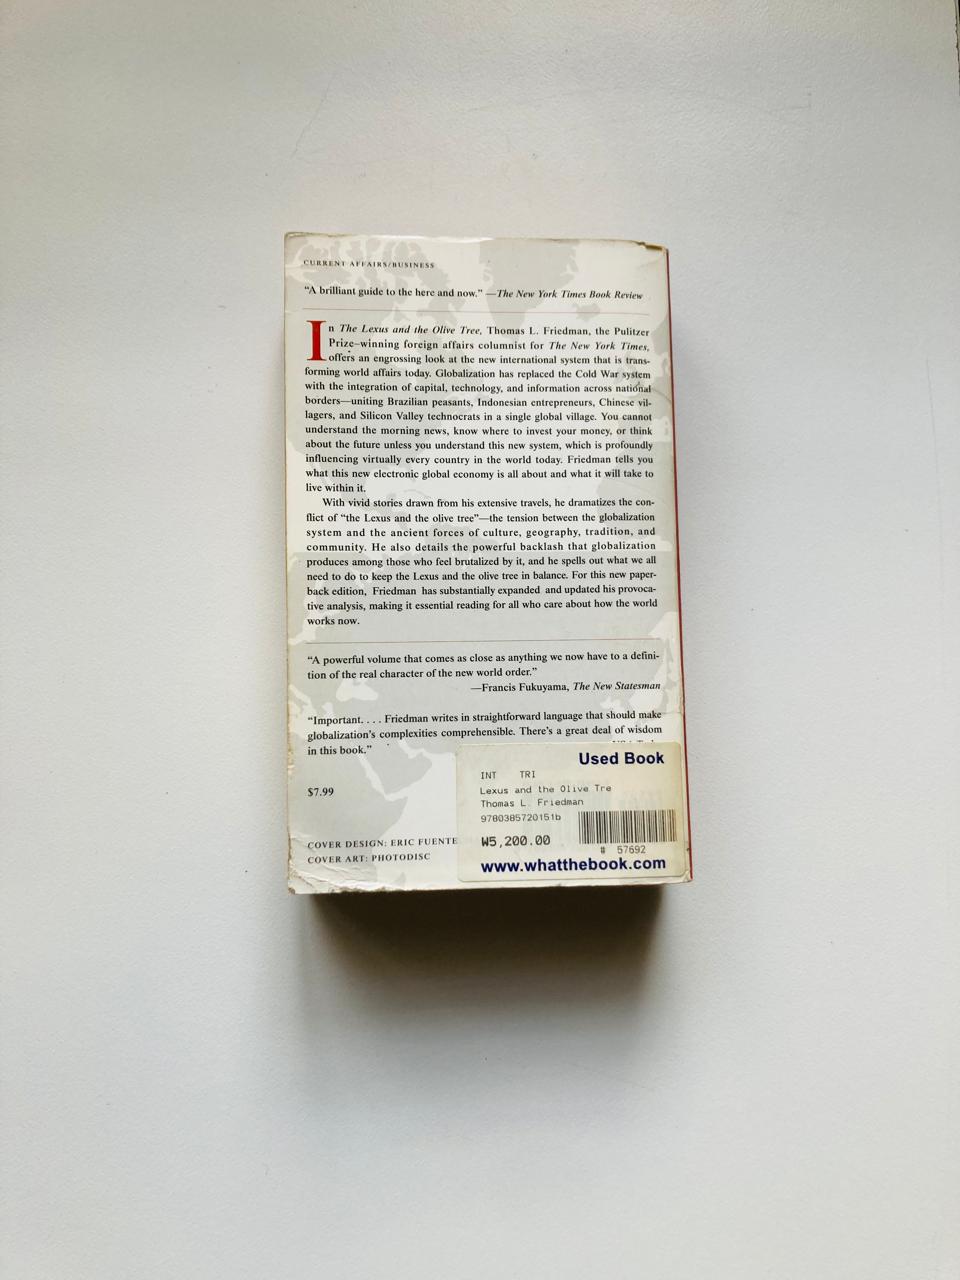 CURRENT AFFAIRS/BUSINESS
“A brilliant guide to the here and now.” —The New York Times Book Review
In The Lexus and the Olive Tree, Thomas L. Friedman, the Pulitzer
Prize–winning foreign affairs columnist for The New York Times,
offers an engrossing look at the new international system that is trans-
forming world affairs today. Globalization has replaced the Cold War system
with the integration of capital, technology, and information across national
borders—uniting Brazilian peasants, Indonesian entrepreneurs, Chinese vil-
lagers, and Silicon Valley technocrats in a single global village. You cannot
understand the morning news, know where to invest your money, or think
about the future unless you understand this new system, which is profoundly
influencing virtually every country in the world today. Friedman tells you
what this new electronic global economy is all about and what it will take to
live within it.
With vivid stories drawn from his extensive travels, he dramatizes the con-
flict of “the Lexus and the olive tree”—the tension between the globalization
system and the ancient forces of culture, geography, tradition, and
community. He also details the powerful backlash that globalization
produces among those who feel brutalized by it, and he spells out what we all
need to do to keep the Lexus and the olive tree in balance. For this new paper-
back edition, Friedman has substantially expanded and updated his provoca-
tive analysis, making it essential reading for all who care about how the world
works now.
“A powerful volume that comes as close as anything we now have to a defini-
tion of the real character of the new world order.”
—Francis Fukuyama, The New Statesman
“Important. . . . Friedman writes in straightforward language that should make
globalization's complexities comprehensible. There's a great deal of wisdom
in this book.”
$7.99
COVER DESIGN: ERIC FUENTE
COVER ART: PHOTODISC
Used Book
INT TRI
Lexus and the Olive Tre
Thomas L. Friedman
9780385720151b
₩5,200.00
# 57692
www.whatthebook.com